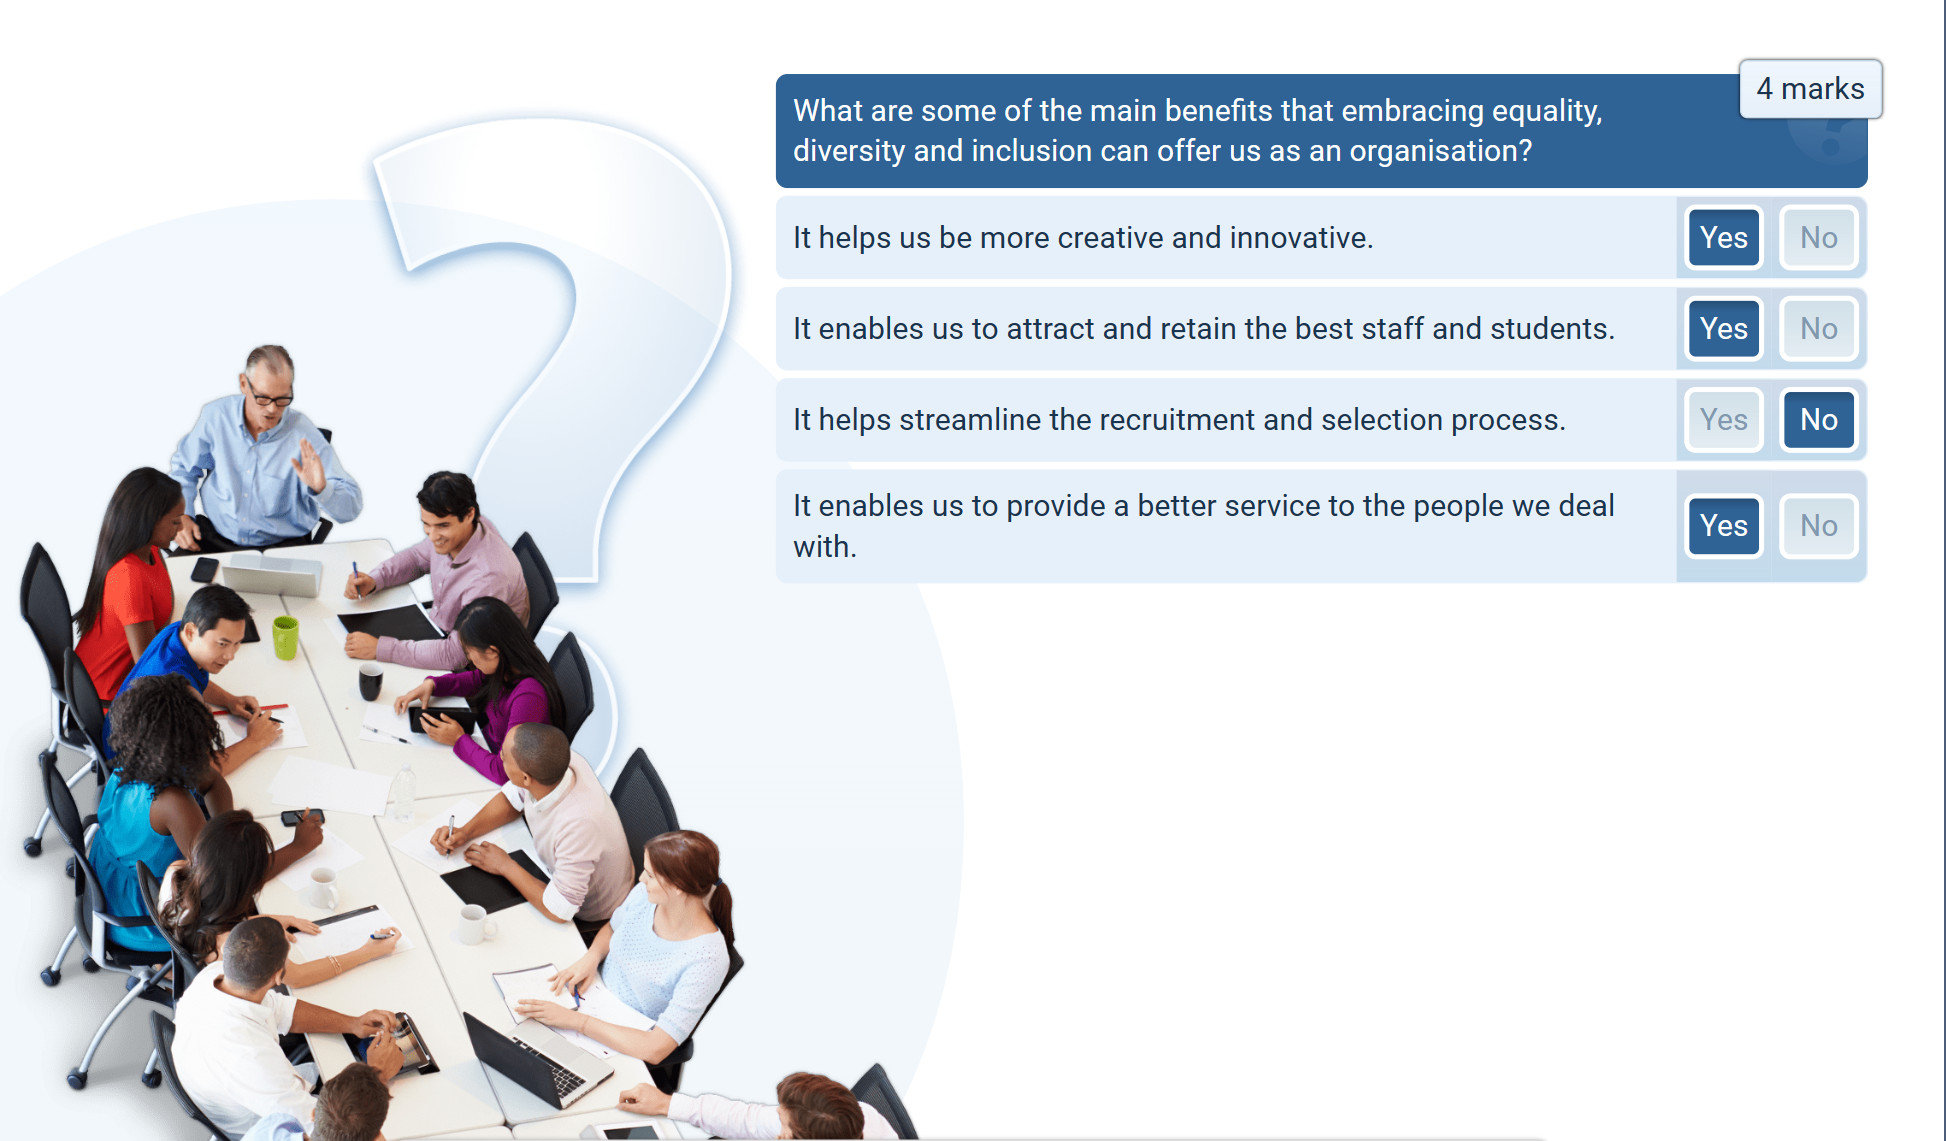 4 marks
What are some of the main benefits that embracing equality,
diversity and inclusion can offer us as an organisation?
It helps us be more creative and innovative. Yes No
It enables us to attract and retain the best staff and students. Yes No
It helps streamline the recruitment and selection process. Yes No
It enables us to provide a better service to the people we deal
with. Yes No